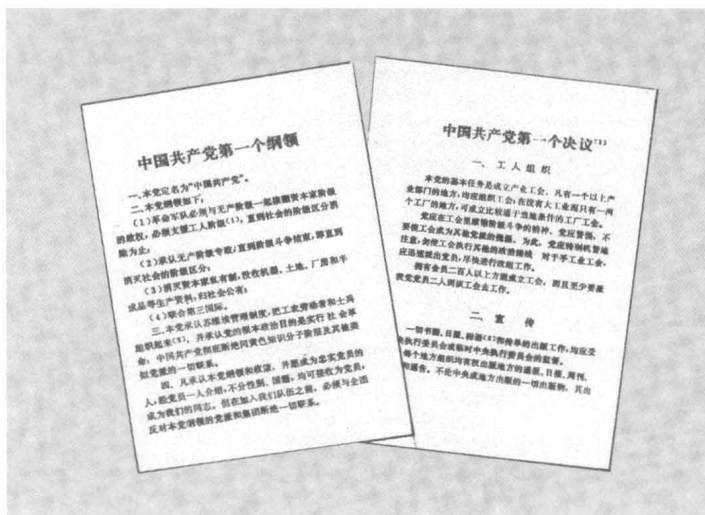 中国共产党第一个纲领
一、本党定名为“中国共产党”。
二、本党纲领如下：
（1）革命军队必须与无产阶级一起推翻资本家阶级
的政权，必须支援工人阶级〔1〕，直到社会的阶级区分消
除为止；
（2）承认无产阶级专政，直到阶级斗争结束，即直到
消灭社会的阶级区分；
（3）消灭资本家私有制，没收机器、土地、厂房和半
成品等生产资料，归社会公有；
（4）联合第三国际。
三、本党承认苏维埃管理制度，把工农劳动者和士兵
组织起来〔2〕，并承认党的根本政治目的是实行社会革
命；中国共产党彻底断绝同黄色知识分子阶层及其他类
似党派的一切联系。
四、凡承认本党纲领和政策，并愿成为忠实党员的
人，经党员一人介绍，不分性别、国籍，均可接收为党员，
成为我们的同志。但在加入我们队伍之前，必须与企图
反对本党纲领的党派和集团断绝一切联系。
中国共产党第一个决议〔1〕
一、工人组织
本党的基本任务是成立产业工会。凡有一个以上产
业部门的地方，均应组织工会；在没有大工业而只有一两
个工厂的地方，可成立比较适于当地条件的工厂工会。
党应在工会里灌输阶级斗争的精神。党应警惕，不
要使工会成为其他党派的傀儡。为此，党应特别机警地
注意，勿使工会执行其他的政治路线。对于手工业工会，
应迅速派出党员，尽快进行改组工作。
拥有会员二百人以上方能成立工会，而且至少要派
我党党员二人到该工会去工作。
二、宣传
一切书籍、日报、标语〔2〕和传单的出版工作，均应受
央执行委员会或临时中央执行委员会的监督。
每个地方组织均有权出版地方的通报、日报、周刊、
和通告。不论中央或地方出版的一切出版物，其出